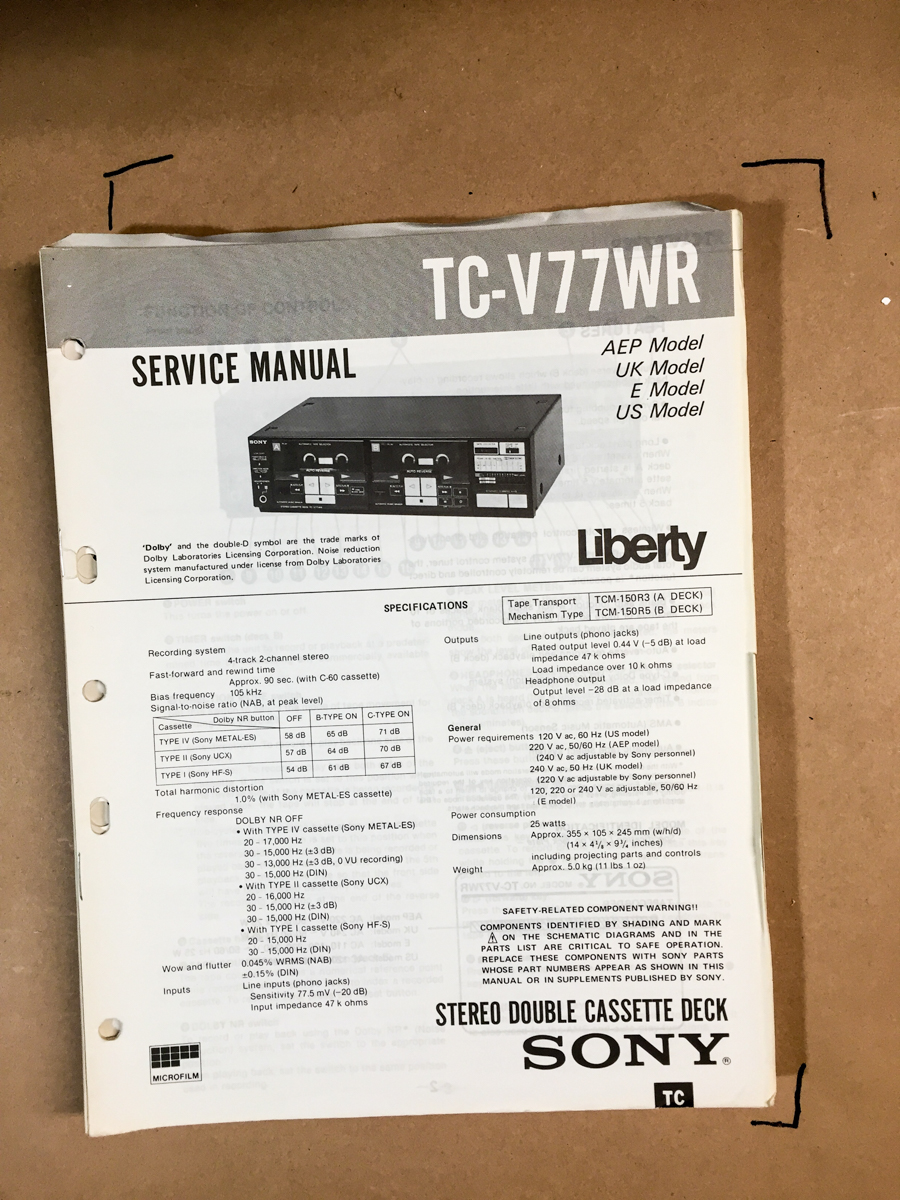 TC-V77WR
SERVICE MANUAL
AEP Model
UK Model
E Model
US Model
SONY
AUTO REVERSE
AUTO REVERSE
'Dolby' and the double-D symbol are the trade marks of
Dolby Laboratories Licensing Corporation. Noise reduction
system manufactured under license from Dolby Laboratories
Licensing Corporation.
Liberty
SPECIFICATIONS
Tape Transport Mechanism Type
TCM-150R3 (A DECK)
TCM-150R5 (B DECK)
Recording system
4-track 2-channel stereo
Fast-forward and rewind time
Approx. 90 sec. (with C-60 cassette)
Bias frequency 105 kHz
Signal-to-noise ratio (NAB, at peak level)
Cassette Dolby NR button OFF B-TYPE ON C-TYPE ON
TYPE IV (Sony METAL-ES) 58 dB 65 dB 71 dB
TYPE II (Sony UCX) 57 dB 64 dB 70 dB
TYPE I (Sony HF-S) 54 dB 61 dB 67 dB
Total harmonic distortion
1.0% (with Sony METAL-ES cassette)
Frequency response
DOLBY NR OFF
• With TYPE IV cassette (Sony METAL-ES)
20 – 17,000 Hz
30 – 15,000 Hz (±3 dB)
30 – 13,000 Hz (±3 dB, 0 VU recording)
30 – 15,000 Hz (DIN)
• With TYPE II cassette (Sony UCX)
20 – 16,000 Hz
30 – 15,000 Hz (±3 dB)
30 – 15,000 Hz (DIN)
• With TYPE I cassette (Sony HF-S)
20 – 15,000 Hz
30 – 15,000 Hz (DIN)
Wow and flutter 0.045% WRMS (NAB)
±0.15% (DIN)
Inputs Line inputs (phono jacks)
Sensitivity 77.5 mV (−20 dB)
Input impedance 47 k ohms
Outputs Line outputs (phono jacks)
Rated output level 0.44 V (−5 dB) at load
impedance 47 k ohms
Load impedance over 10 k ohms
Headphone output
Output level −28 dB at a load impedance
of 8 ohms
General
Power requirements 120 V ac, 60 Hz (US model)
220 V ac, 50/60 Hz (AEP model)
(240 V ac adjustable by Sony personnel)
240 V ac, 50 Hz (UK model)
(220 V ac adjustable by Sony personnel)
120, 220 or 240 V ac adjustable, 50/60 Hz
(E model)
Power consumption
25 watts
Dimensions Approx. 355 × 105 × 245 mm (w/h/d)
(14 × 4 1/8 × 9 3/4 inches)
including projecting parts and controls
Weight Approx. 5.0 kg (11 lbs 1 oz)
SAFETY-RELATED COMPONENT WARNING!!
COMPONENTS IDENTIFIED BY SHADING AND MARK
⚠ ON THE SCHEMATIC DIAGRAMS AND IN THE
PARTS LIST ARE CRITICAL TO SAFE OPERATION.
REPLACE THESE COMPONENTS WITH SONY PARTS
WHOSE PART NUMBERS APPEAR AS SHOWN IN THIS
MANUAL OR IN SUPPLEMENTS PUBLISHED BY SONY.
STEREO DOUBLE CASSETTE DECK
SONY®
MICROFILM
TC